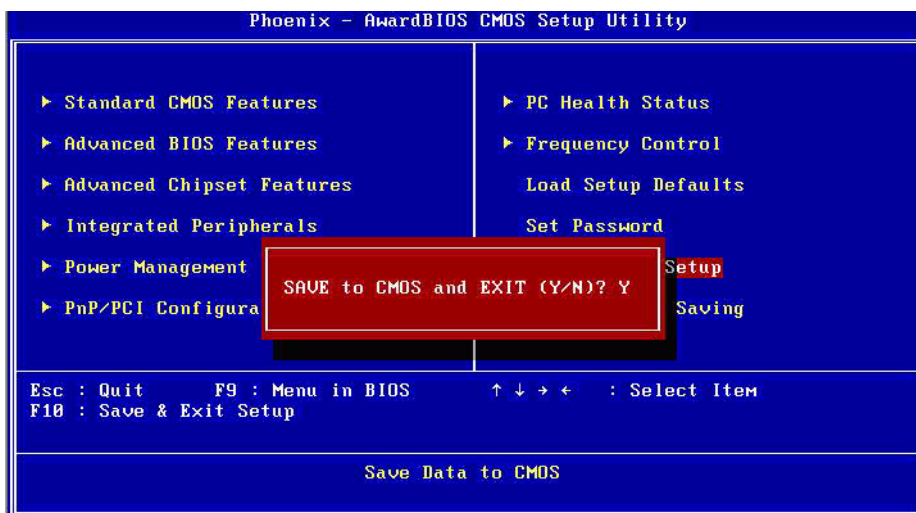 Phoenix - AwardBIOS CMOS Setup Utility
▶ Standard CMOS Features
▶ Advanced BIOS Features
▶ Advanced Chipset Features
▶ Integrated Peripherals
▶ Power Management
▶ PnP/PCI Configura
▶ PC Health Status
▶ Frequency Control
Load Setup Defaults
Set Password
Setup
Saving
SAVE to CMOS and EXIT (Y/N)? Y
Esc : Quit F9 : Menu in BIOS ↑ ↓ → ← : Select Item
F10 : Save & Exit Setup
Save Data to CMOS